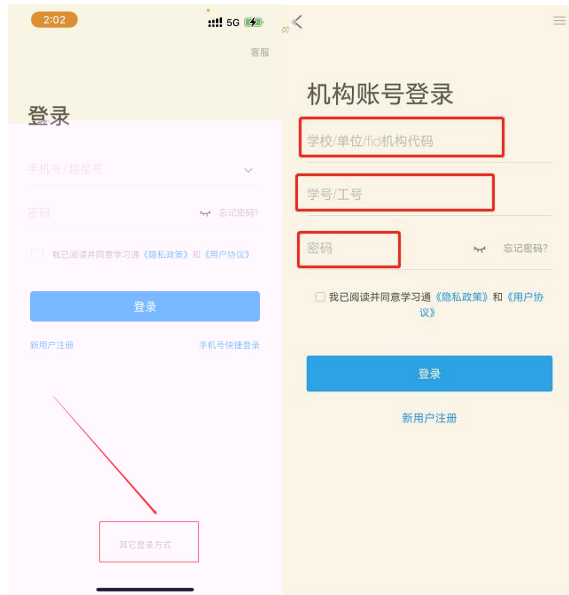 2:02
5G
客服
登录
手机号/超星号
密码
忘记密码?
我已阅读并同意学习通《隐私政策》和《用户协议》
登录
新用户注册
手机号快捷登录
其它登录方式
机构账号登录
学校/单位/fid机构代码
学号/工号
密码
忘记密码?
我已阅读并同意学习通《隐私政策》和《用户协
议》
登录
新用户注册